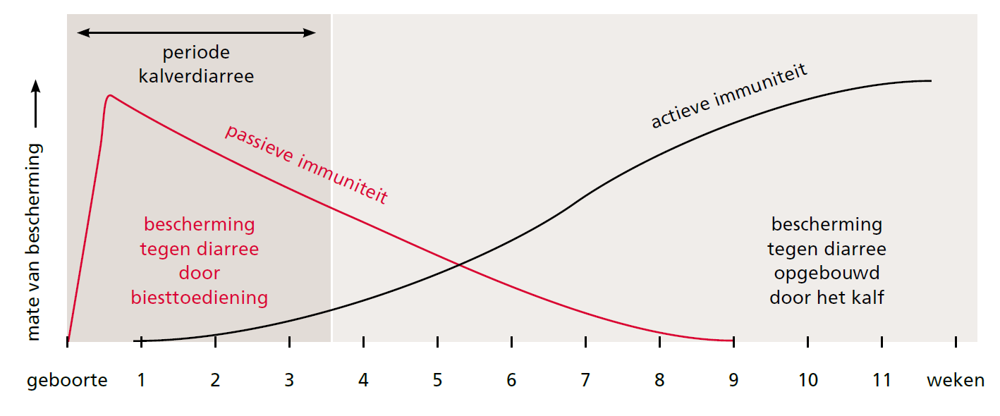 periode
kalverdiarree
mate van bescherming
passieve immuniteit
actieve immuniteit
bescherming
tegen diarree
door
biesttoediening
bescherming
tegen diarree
opgebouwd
door het kalf
geboorte 1 2 3 4 5 6 7 8 9 10 11 weken